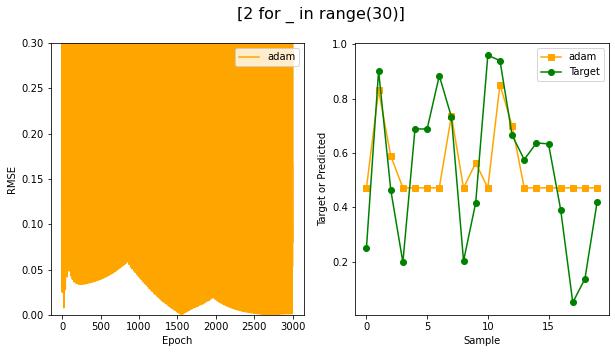 [2 for _ in range(30)]
0.30
0.25
0.20
0.15
0.10
0.05
0.00
RMSE
0 500 1000 1500 2000 2500 3000
Epoch
adam
1.0
0.8
0.6
0.4
0.2
Target or Predicted
0 5 10 15
Sample
adam
Target